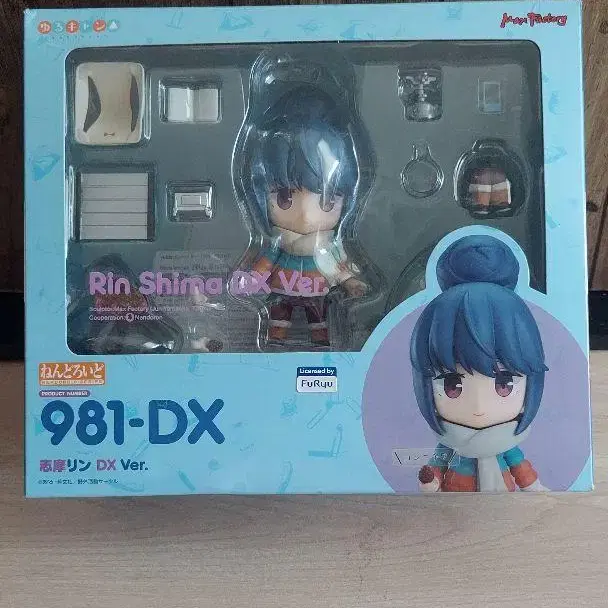 ゆるキャン△
Max Factory
Rin Shima DX Ver.
Licensed by
FuRyu
ねんどろいど
PRODUCT NUMBER
981-DX
志摩リン DX Ver.